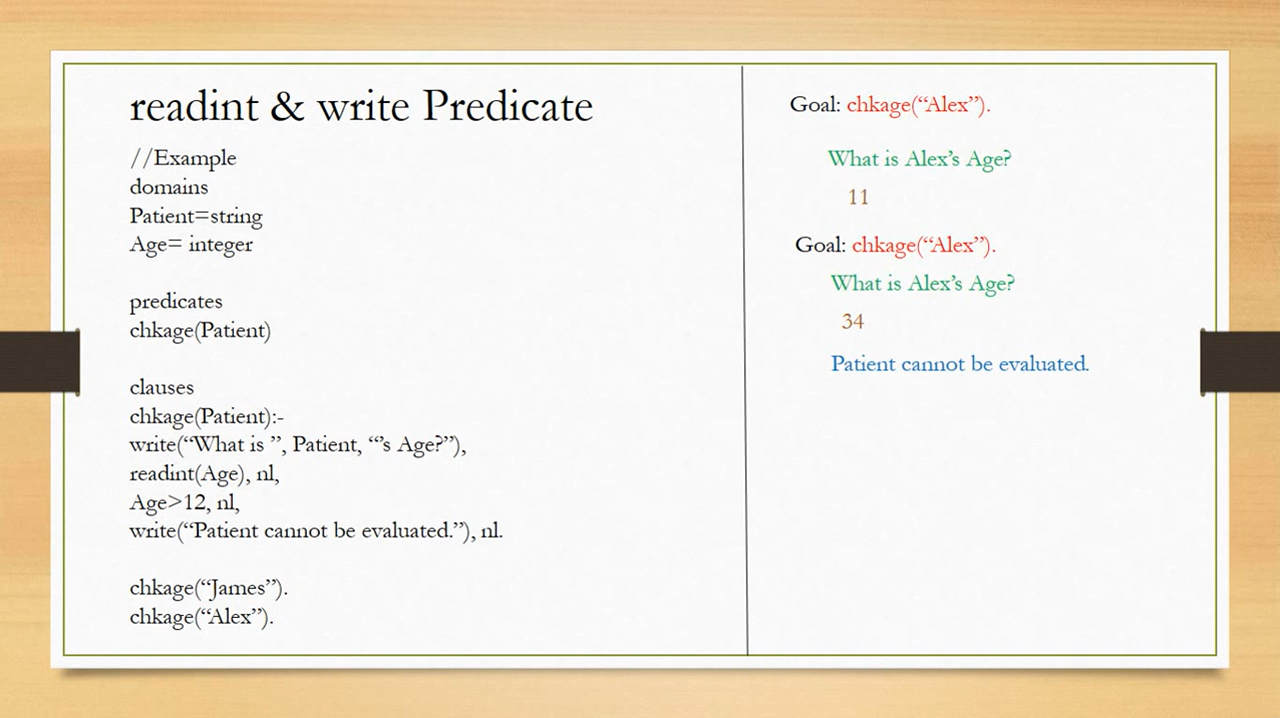 readint & write Predicate
//Example
domains
Patient=string
Age= integer
predicates
chkage(Patient)
clauses
chkage(Patient):-
write(“What is ”, Patient, “’s Age?”),
readint(Age), nl,
Age>12, nl,
write(“Patient cannot be evaluated.”), nl.
chkage(“James”).
chkage(“Alex”).
Goal: chkage(“Alex”).
What is Alex’s Age?
11
Goal: chkage(“Alex”).
What is Alex’s Age?
34
Patient cannot be evaluated.